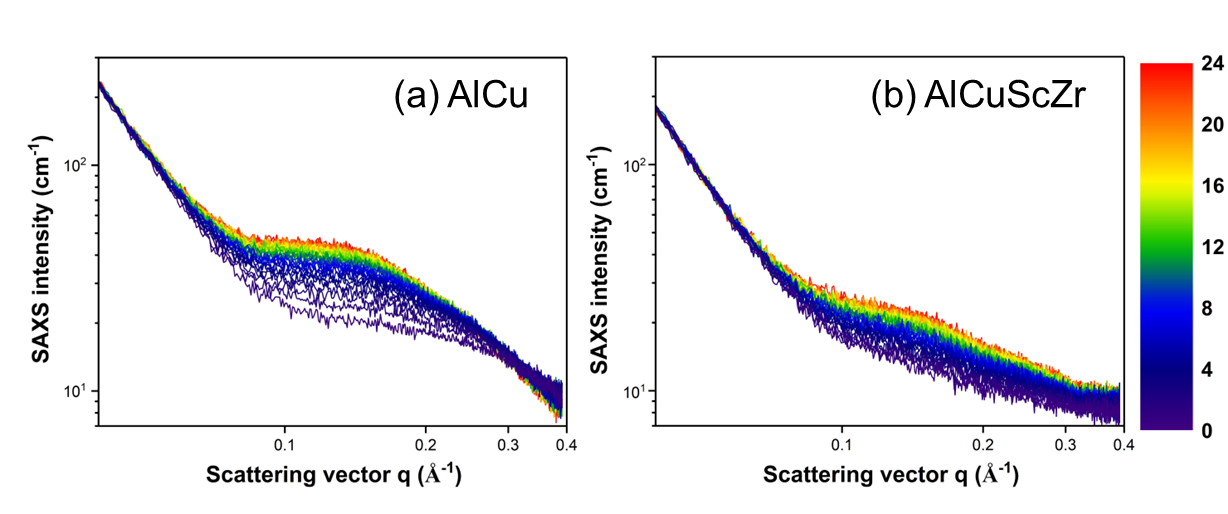 (a) AlCu
SAXS intensity (cm⁻¹)
10²
10¹
0.1 0.2 0.3 0.4
Scattering vector q (Å⁻¹)
(b) AlCuScZr
SAXS intensity (cm⁻¹)
10²
10¹
0.1 0.2 0.3 0.4
Scattering vector q (Å⁻¹)
24
20
16
12
8
4
0